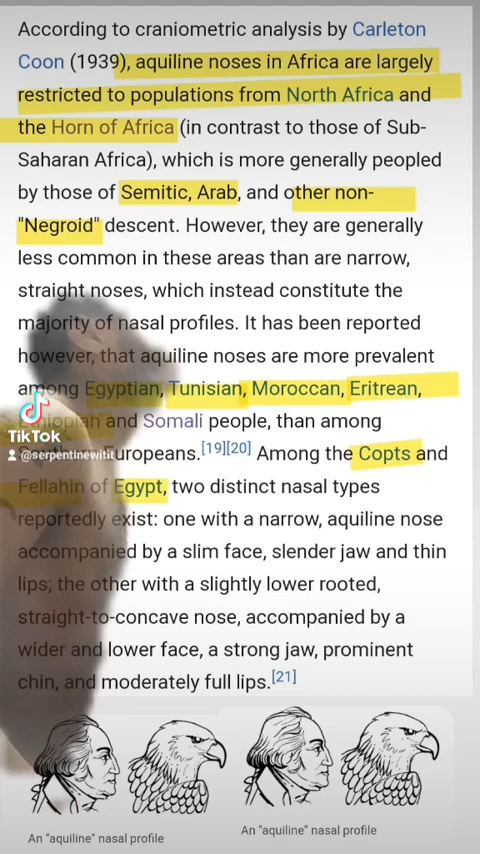 According to craniometric analysis by Carleton
Coon (1939), aquiline noses in Africa are largely
restricted to populations from North Africa and
the Horn of Africa (in contrast to those of Sub-
Saharan Africa), which is more generally peopled
by those of Semitic, Arab, and other non-
"Negroid" descent. However, they are generally
less common in these areas than are narrow,
straight noses, which instead constitute the
majority of nasal profiles. It has been reported
however, that aquiline noses are more prevalent
among Egyptian, Tunisian, Moroccan, Eritrean,
Ethiopian and Somali people, than among
Europeans.[19][20] Among the Copts and
Fellahin of Egypt, two distinct nasal types
reportedly exist: one with a narrow, aquiline nose
accompanied by a slim face, slender jaw and thin
lips; the other with a slightly lower rooted,
straight-to-concave nose, accompanied by a
wider and lower face, a strong jaw, prominent
chin, and moderately full lips.[21]
TikTok
@serpentinewitit
An "aquiline" nasal profile
An "aquiline" nasal profile